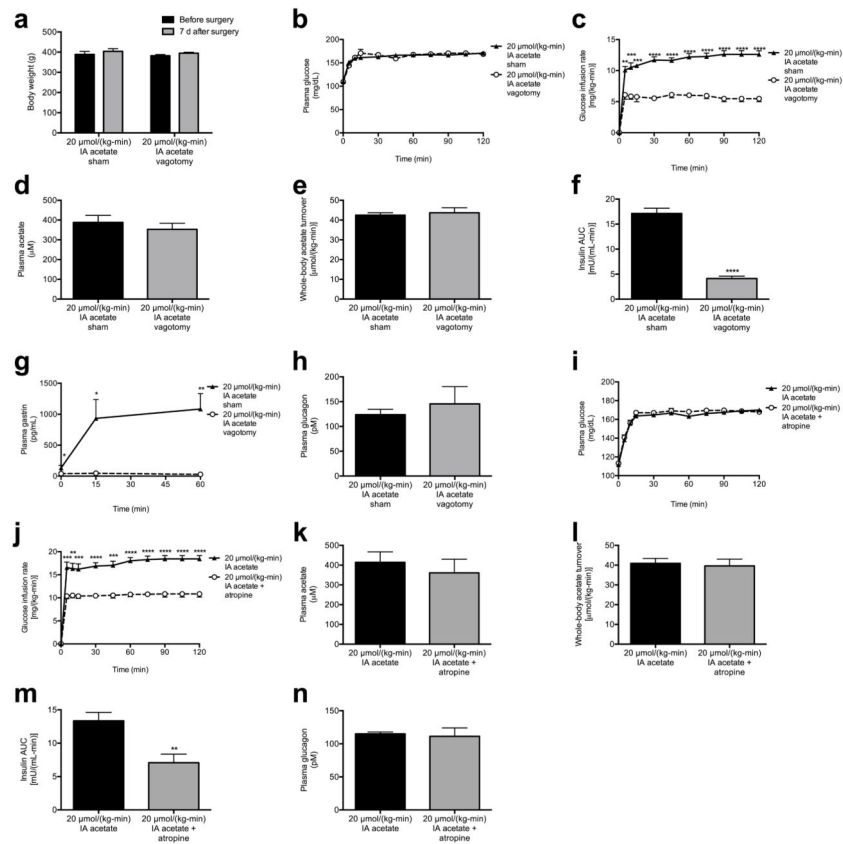 a
Before surgery
7 d after surgery
Body weight (g)
500
400
300
200
100
0
20 µmol/(kg-min)
IA acetate
sham
20 µmol/(kg-min)
IA acetate
vagotomy
b
Plasma glucose
(mg/dL)
200
150
100
50
0
0 30 60 90 120
Time (min)
20 µmol/(kg-min)
IA acetate
sham
20 µmol/(kg-min)
IA acetate
vagotomy
c
Glucose infusion rate
[mg/(kg-min)]
20
15
10
5
0
** *** *** **** **** **** **** **** **** ****
0 30 60 90 120
Time (min)
20 µmol/(kg-min)
IA acetate
sham
20 µmol/(kg-min)
IA acetate
vagotomy
d
Plasma acetate
(µM)
500
400
300
200
100
0
20 µmol/(kg-min)
IA acetate
sham
20 µmol/(kg-min)
IA acetate
vagotomy
e
Whole-body acetate turnover
[µmol/(kg-min)]
50
40
30
20
10
0
20 µmol/(kg-min)
IA acetate
sham
20 µmol/(kg-min)
IA acetate
vagotomy
f
Insulin AUC
[mU/(mL-min)]
20
15
10
5
0
****
20 µmol/(kg-min)
IA acetate
sham
20 µmol/(kg-min)
IA acetate
vagotomy
g
Plasma gastrin
(pg/mL)
1500
1000
500
0
* * **
0 15 60
Time (min)
20 µmol/(kg-min)
IA acetate
sham
20 µmol/(kg-min)
IA acetate
vagotomy
h
Plasma glucagon
(pM)
200
150
100
50
0
20 µmol/(kg-min)
IA acetate
sham
20 µmol/(kg-min)
IA acetate
vagotomy
i
Plasma glucose
(mg/dL)
200
180
160
140
120
100
0 30 60 90 120
Time (min)
20 µmol/(kg-min)
IA acetate
20 µmol/(kg-min)
IA acetate +
atropine
j
Glucose infusion rate
[mg/(kg-min)]
20
15
10
5
0
*** ** *** **** *** **** **** **** **** ****
0 30 60 90 120
Time (min)
20 µmol/(kg-min)
IA acetate
20 µmol/(kg-min)
IA acetate +
atropine
k
Plasma acetate
(µM)
500
400
300
200
100
0
20 µmol/(kg-min)
IA acetate
20 µmol/(kg-min)
IA acetate +
atropine
l
Whole-body acetate turnover
[µmol/(kg-min)]
50
40
30
20
10
0
20 µmol/(kg-min)
IA acetate
20 µmol/(kg-min)
IA acetate +
atropine
m
Insulin AUC
[mU/(mL-min)]
15
10
5
0
**
20 µmol/(kg-min)
IA acetate
20 µmol/(kg-min)
IA acetate +
atropine
n
Plasma glucagon
(pM)
150
100
50
0
20 µmol/(kg-min)
IA acetate
20 µmol/(kg-min)
IA acetate +
atropine